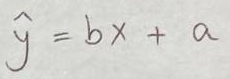 ŷ = bx + a